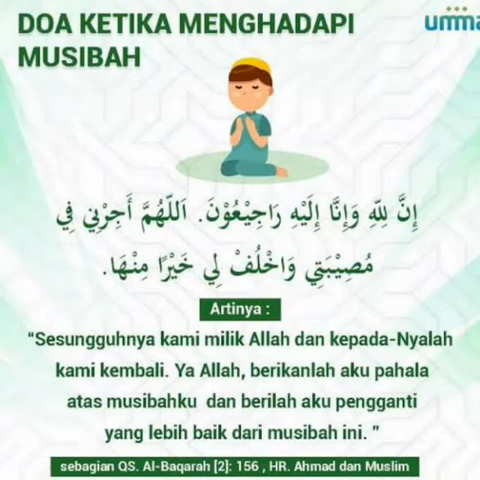 DOA KETIKA MENGHADAPI
MUSIBAH
umma
إِنَّ لِلّهِ وَإِنَّا إِلَيْهِ رَاجِيْعُوْنَ. اَللّهُمَّ أَجِرْنِي فِي
مُصِيْبَتِي وَاخْلُفْ لِي خَيْرًا مِنْهَا.
Artinya :
“Sesungguhnya kami milik Allah dan kepada-Nyalah
kami kembali. Ya Allah, berikanlah aku pahala
atas musibahku dan berilah aku pengganti
yang lebih baik dari musibah ini. ”
sebagian QS. Al-Baqarah [2]: 156 , HR. Ahmad dan Muslim